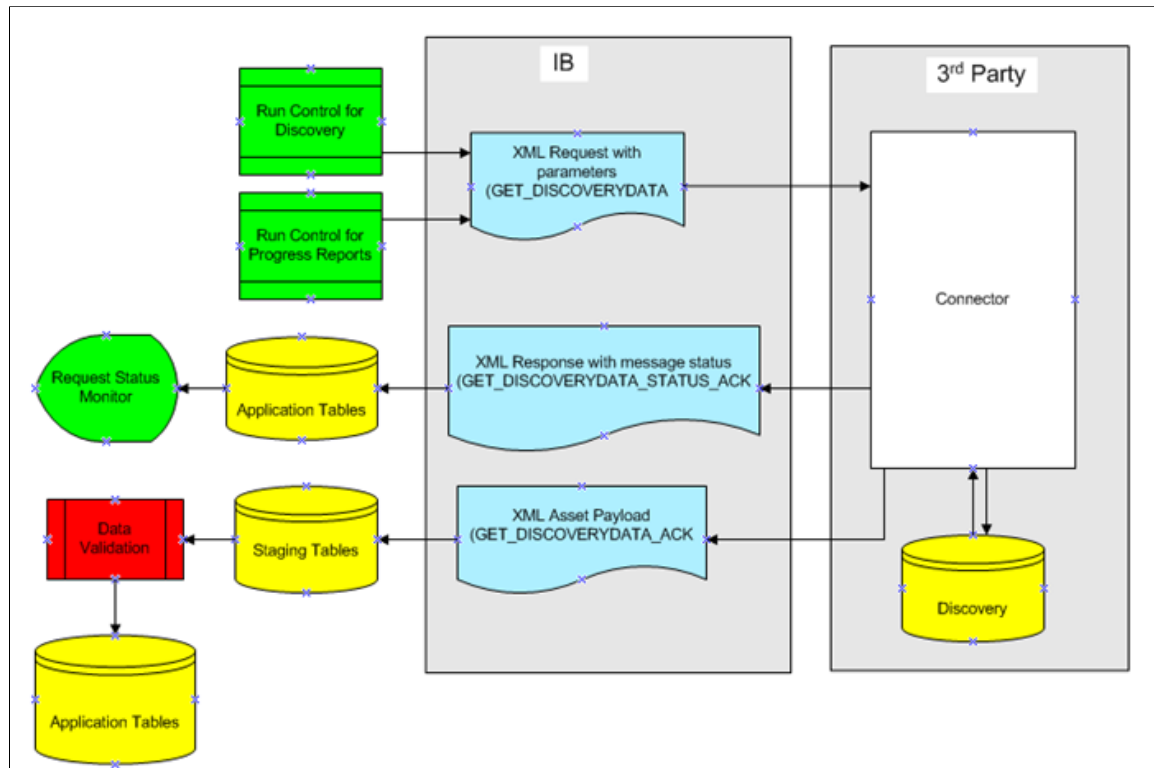 IB
3rd Party
Run Control for
Discovery
XML Request with
parameters
(GET_DISCOVERYDATA
Run Control for
Progress Reports
Connector
Request Status
Monitor
Application Tables
XML Response with message status
(GET_DISCOVERYDATA_STATUS_ACK
Data
Validation
Staging Tables
XML Asset Payload
(GET_DISCOVERYDATA_ACK
Discovery
Application Tables